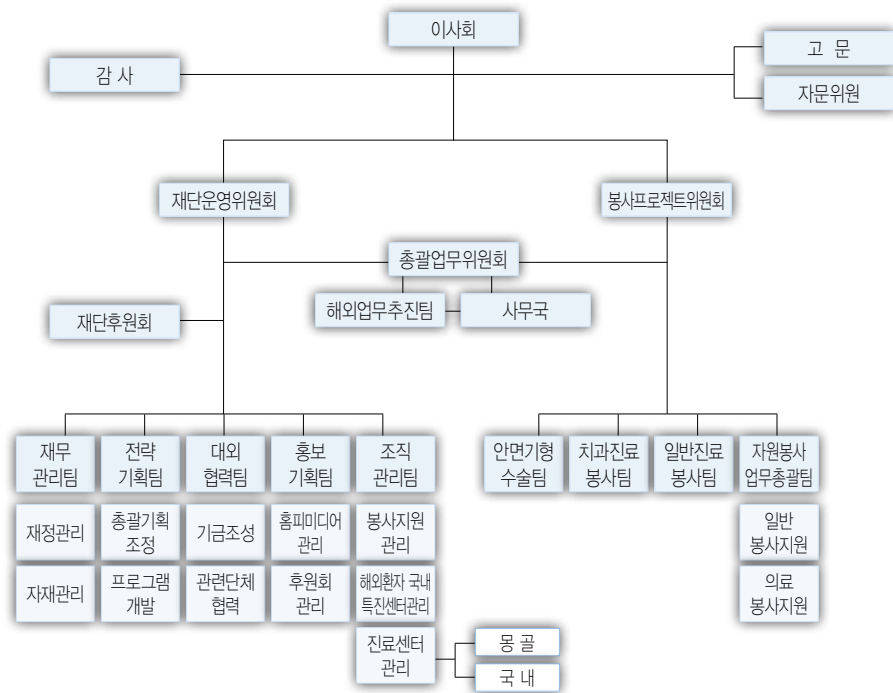 이사회
감 사
고 문
자문위원
재단운영위원회
봉사프로젝트위원회
총괄업무위원회
해외업무추진팀
사무국
재단후원회
재무
관리팀
전략
기획팀
대외
협력팀
홍보
기획팀
조직
관리팀
안면기형
수술팀
치과진료
봉사팀
일반진료
봉사팀
자원봉사
업무총괄팀
재정관리
총괄기획
조정
기금조성
홈피미디어
관리
봉사지원
관리
일반
봉사지원
자재관리
프로그램
개발
관련단체
협력
후원회
관리
해외환자 국내
특진센터관리
의료
봉사지원
진료센터
관리
몽 골
국 내